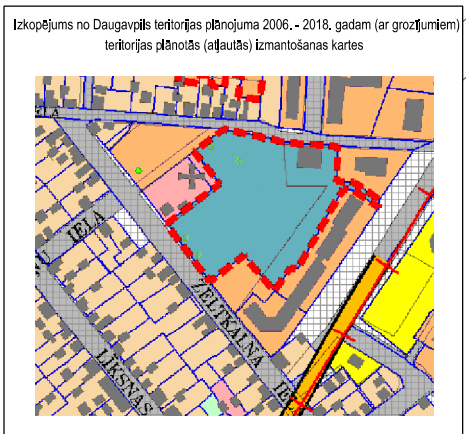 Izkopējums no Daugavpils teritorijas plānojuma 2006. - 2018. gadam (ar grozījumiem)
teritorijas plānotās (atļautās) izmantošanas kartes
IELA
ŽELTKALNA
LĪKSNAS